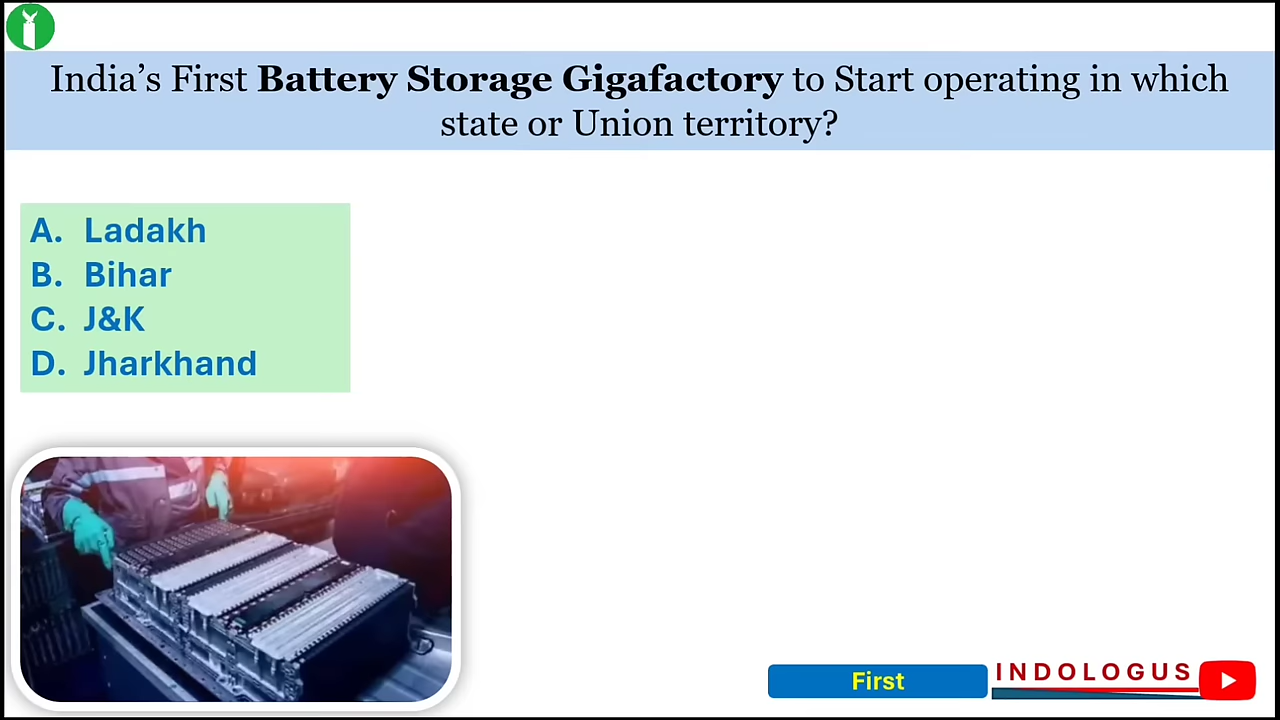 India’s First Battery Storage Gigafactory to Start operating in which
state or Union territory?
A. Ladakh
B. Bihar
C. J&K
D. Jharkhand
First
INDOLOGUS